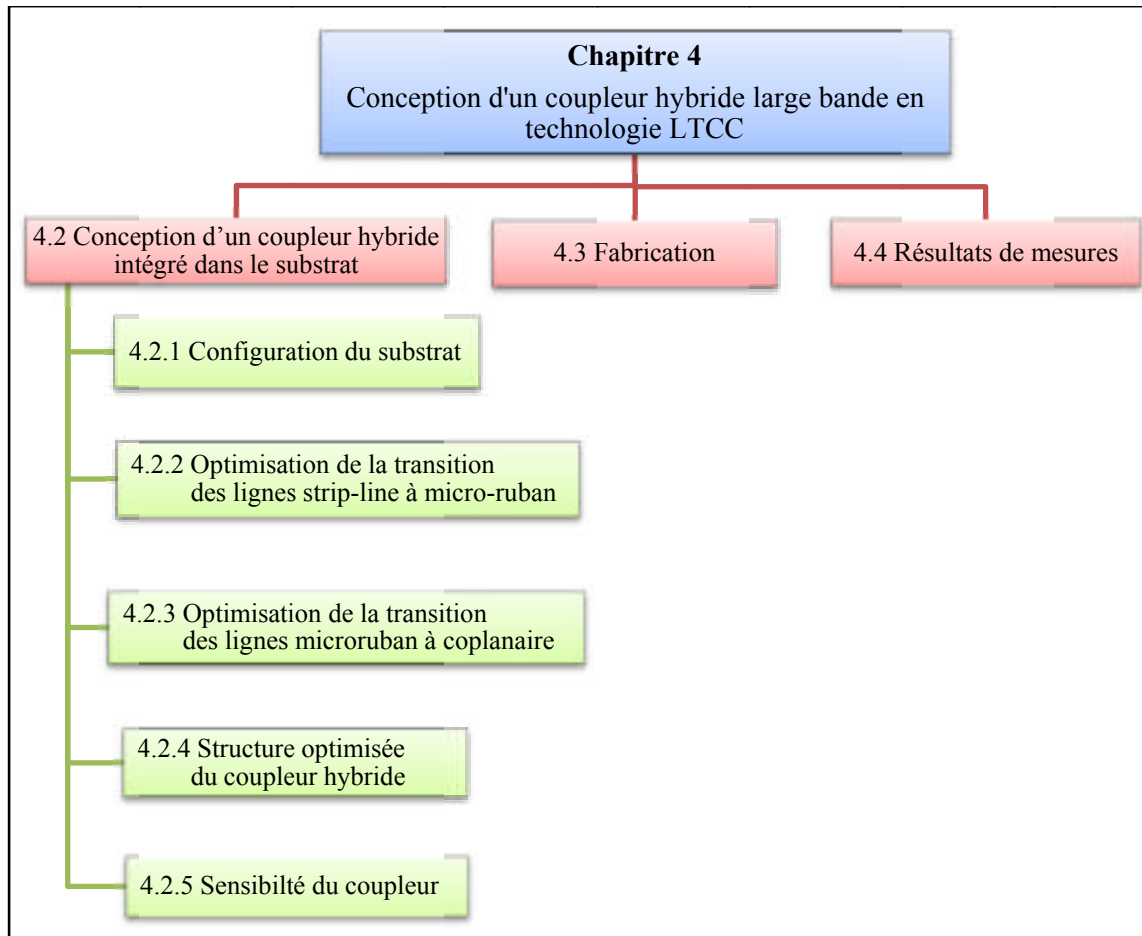 Chapitre 4
Conception d'un coupleur hybride large bande en
technologie LTCC
4.2 Conception d’un coupleur hybride
intégré dans le substrat
4.3 Fabrication
4.4 Résultats de mesures
4.2.1 Configuration du substrat
4.2.2 Optimisation de la transition
des lignes strip-line à micro-ruban
4.2.3 Optimisation de la transition
des lignes microruban à coplanaire
4.2.4 Structure optimisée
du coupleur hybride
4.2.5 Sensibilté du coupleur